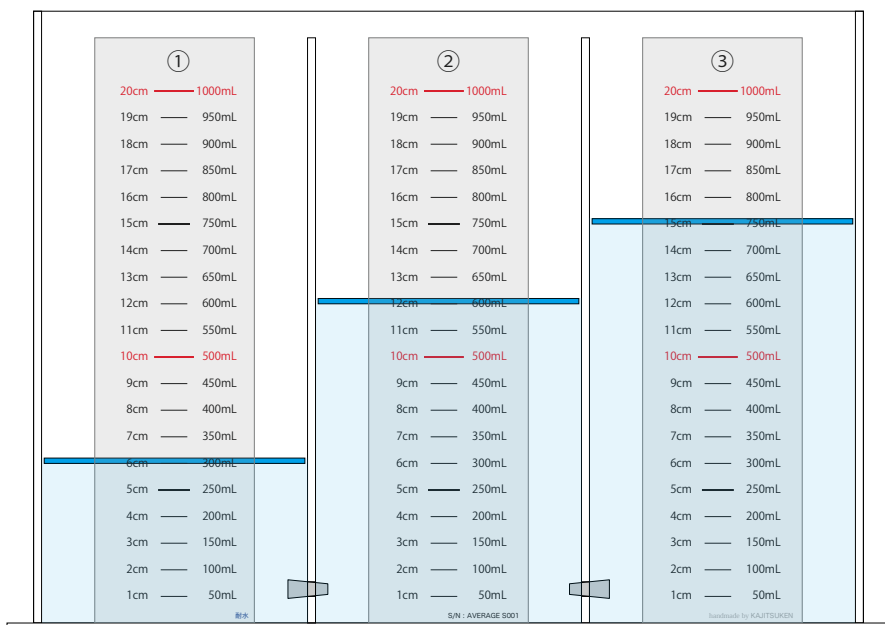 ①
20cm 1000mL
19cm 950mL
18cm 900mL
17cm 850mL
16cm 800mL
15cm 750mL
14cm 700mL
13cm 650mL
12cm 600mL
11cm 550mL
10cm 500mL
9cm 450mL
8cm 400mL
7cm 350mL
6cm 300mL
5cm 250mL
4cm 200mL
3cm 150mL
2cm 100mL
1cm 50mL
耐水
②
20cm 1000mL
19cm 950mL
18cm 900mL
17cm 850mL
16cm 800mL
15cm 750mL
14cm 700mL
13cm 650mL
12cm 600mL
11cm 550mL
10cm 500mL
9cm 450mL
8cm 400mL
7cm 350mL
6cm 300mL
5cm 250mL
4cm 200mL
3cm 150mL
2cm 100mL
1cm 50mL
S/N : AVERAGE S001
③
20cm 1000mL
19cm 950mL
18cm 900mL
17cm 850mL
16cm 800mL
15cm 750mL
14cm 700mL
13cm 650mL
12cm 600mL
11cm 550mL
10cm 500mL
9cm 450mL
8cm 400mL
7cm 350mL
6cm 300mL
5cm 250mL
4cm 200mL
3cm 150mL
2cm 100mL
1cm 50mL
handmade by KAJITSUKEN